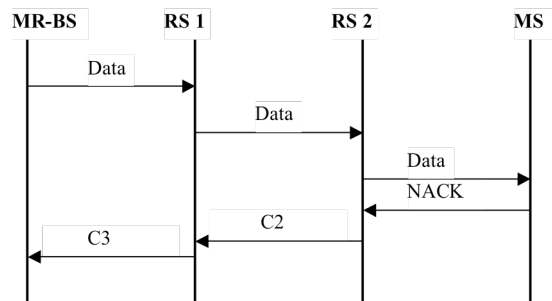 MR-BS RS 1 RS 2 MS
Data
Data
Data
NACK
C2
C3